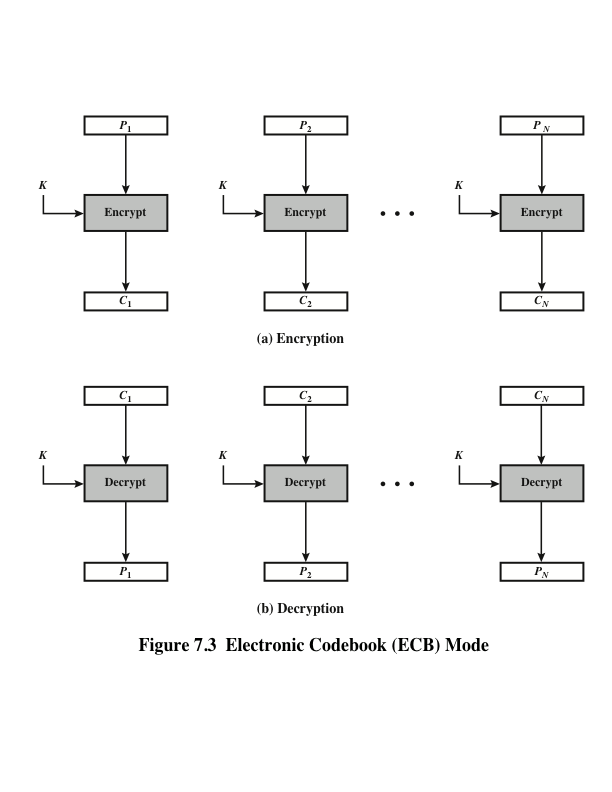 P1 P2 PN
K K K
Encrypt Encrypt • • • Encrypt
C1 C2 CN
(a) Encryption
C1 C2 CN
K K K
Decrypt Decrypt • • • Decrypt
P1 P2 PN
(b) Decryption
Figure 7.3 Electronic Codebook (ECB) Mode